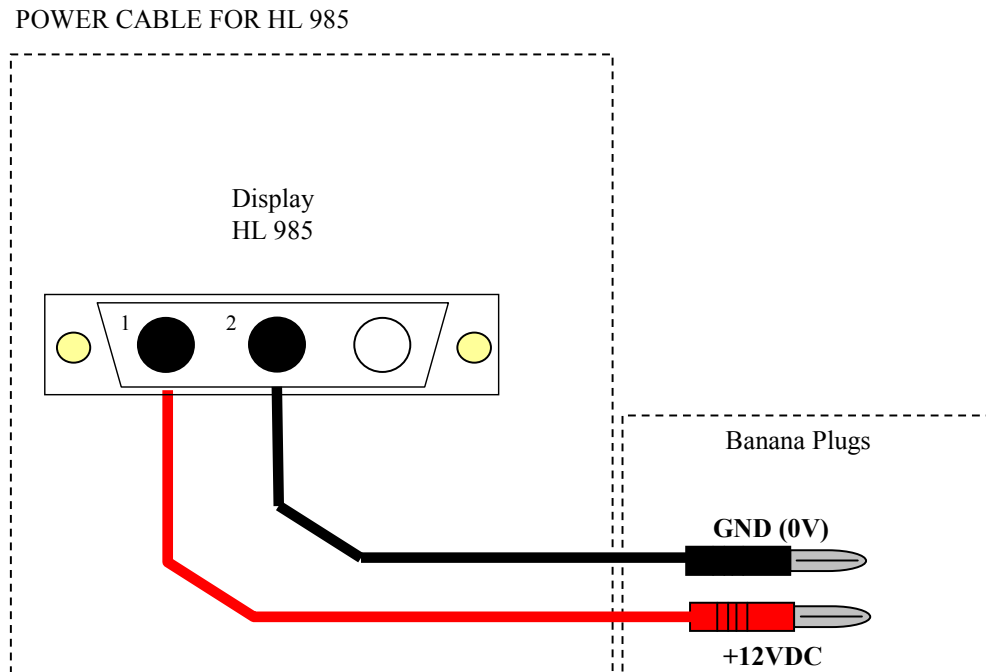 POWER CABLE FOR HL 985
Display
HL 985
1
2
Banana Plugs
GND (0V)
+12VDC